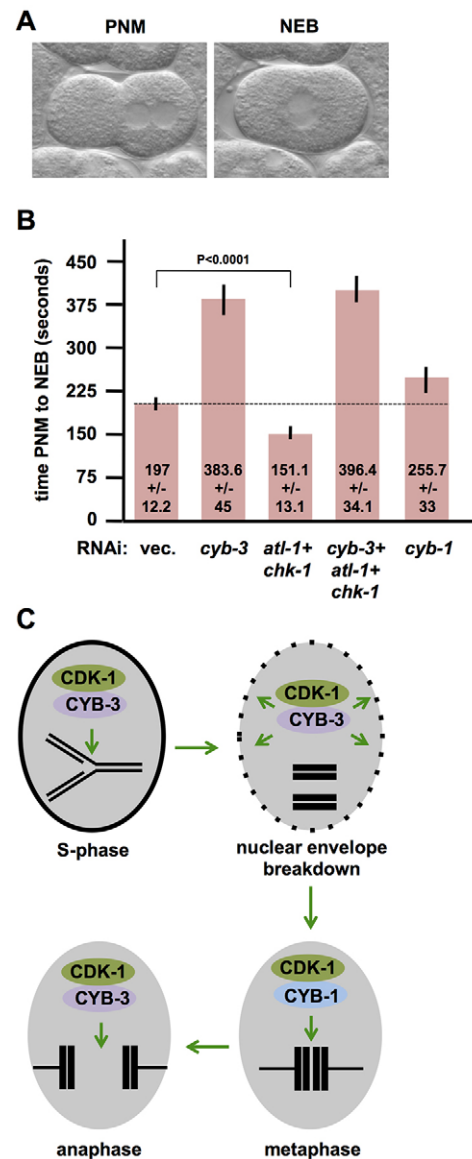 A
PNM
NEB
B
P<0.0001
time PNM to NEB (seconds)
450
375
300
225
150
75
0
197
+/-
12.2
383.6
+/-
45
151.1
+/-
13.1
396.4
+/-
34.1
255.7
+/-
33
RNAi: vec. cyb-3 atl-1+ cyb-3+ cyb-1
chk-1 atl-1+
chk-1
C
CDK-1
CYB-3
S-phase
CDK-1
CYB-3
nuclear envelope
breakdown
CDK-1
CYB-3
anaphase
CDK-1
CYB-1
metaphase